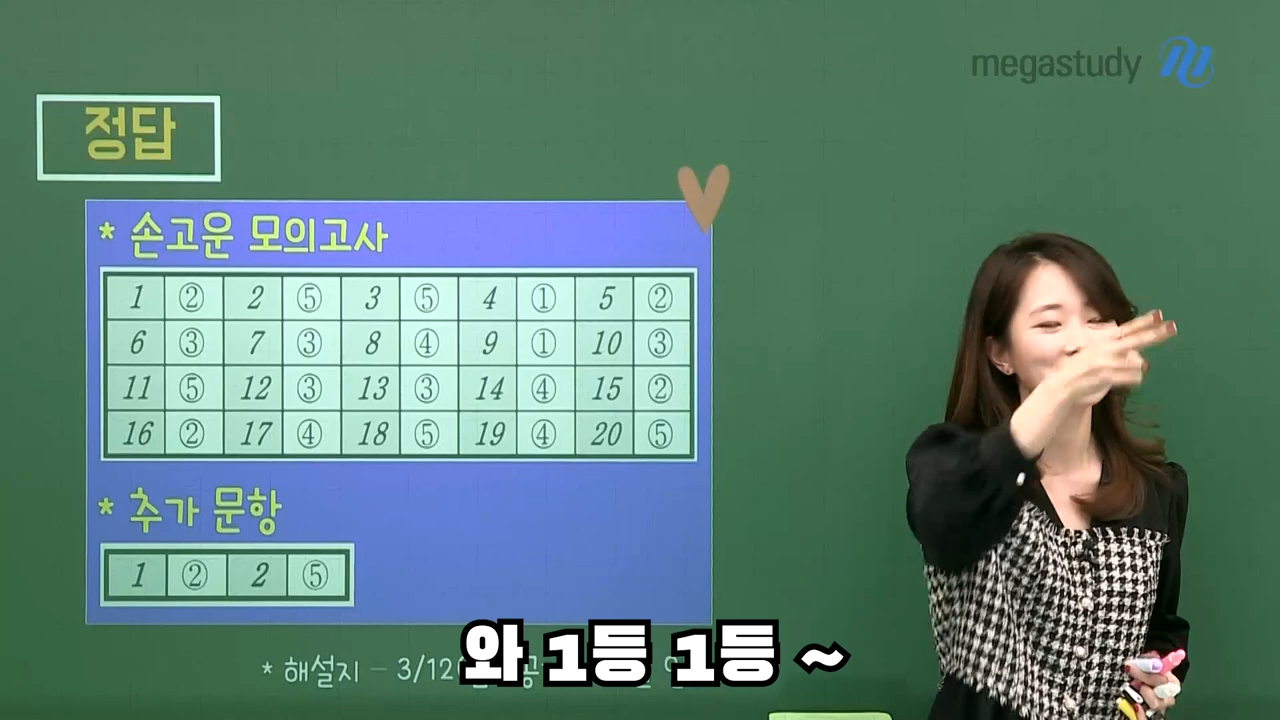 megastudy
정답
* 손고운 모의고사
1 ② 2 ⑤ 3 ⑤ 4 ① 5 ②
6 ③ 7 ③ 8 ④ 9 ① 10 ③
11 ⑤ 12 ③ 13 ③ 14 ④ 15 ②
16 ② 17 ④ 18 ⑤ 19 ④ 20 ⑤
* 추가 문항
1 ② 2 ⑤
* 해설지 - 3/12
와 1등 1등 ~